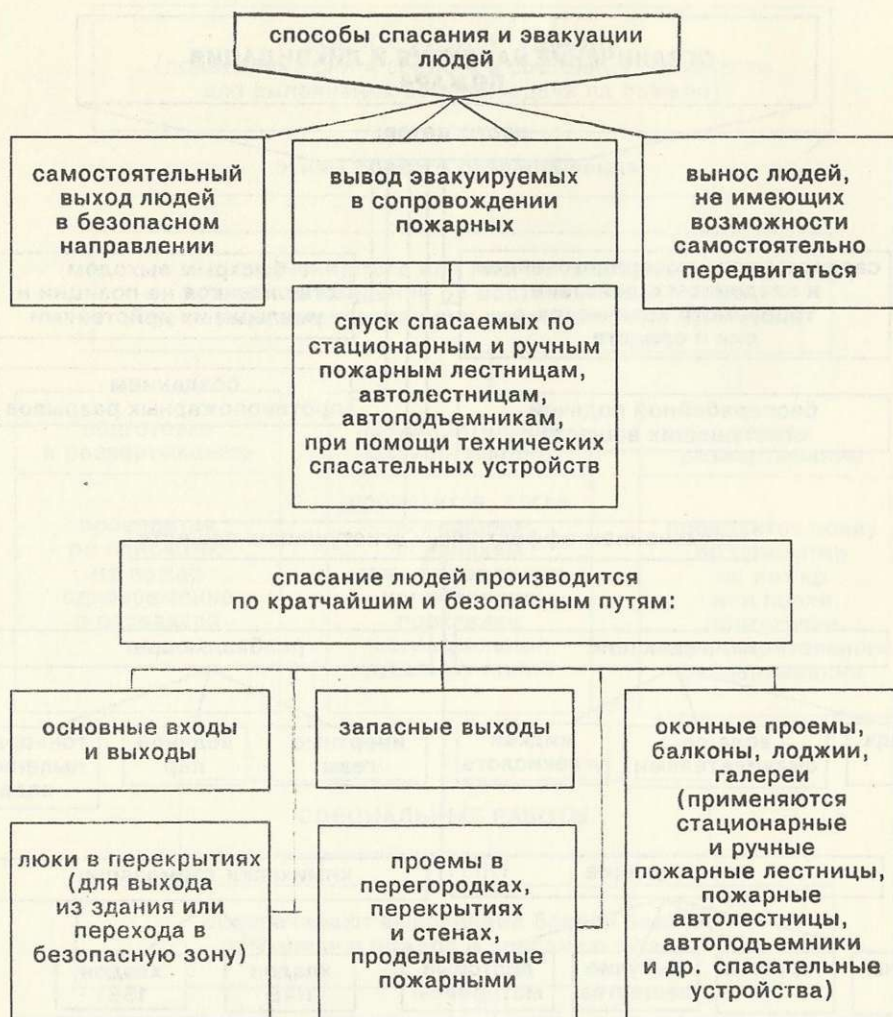 способы спасания и эвакуации
людей
самостоятельный
выход людей
в безопасном
направлении
вывод эвакуируемых
в сопровождении
пожарных
вынос людей,
не имеющих
возможности
самостоятельно
передвигаться
спуск спасаемых по
стационарным и ручным
пожарным лестницам,
автолестницам,
автоподъемникам,
при помощи технических
спасательных устройств
спасание людей производится
по кратчайшим и безопасным путям:
основные входы
и выходы
запасные выходы
оконные проемы,
балконы, лоджии,
галереи
(применяются
стационарные
и ручные
пожарные лестницы,
пожарные
автолестницы,
автоподъемники
и др. спасательные
устройства)
люки в перекрытиях
(для выхода
из здания или
перехода в
безопасную зону)
проемы в
перегородках,
перекрытиях
и стенах,
проделываемые
пожарными